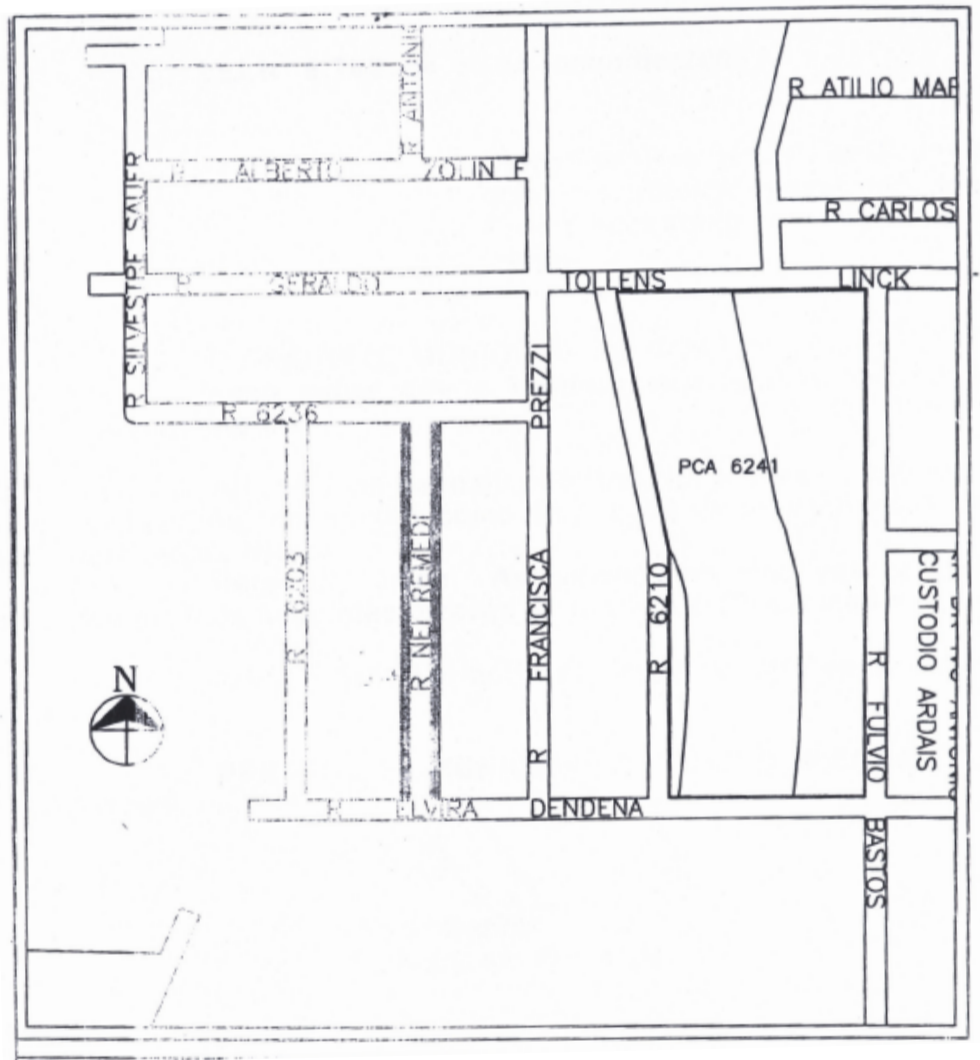 R ANTONI
R ATILIO MAR
R ALBERTO ZOLIN F
R CARLOS
R SILVESTRE SAUER
R GERALDO TOLLENS LINCK
R FRANCISCA PREZZI
R 6236
PCA 6241
R 6203
R NEI REMEDI
R 6210
R FULVIO BASTOS
CUSTODIO ARDAIS
N
R ELVIRA DENDENA